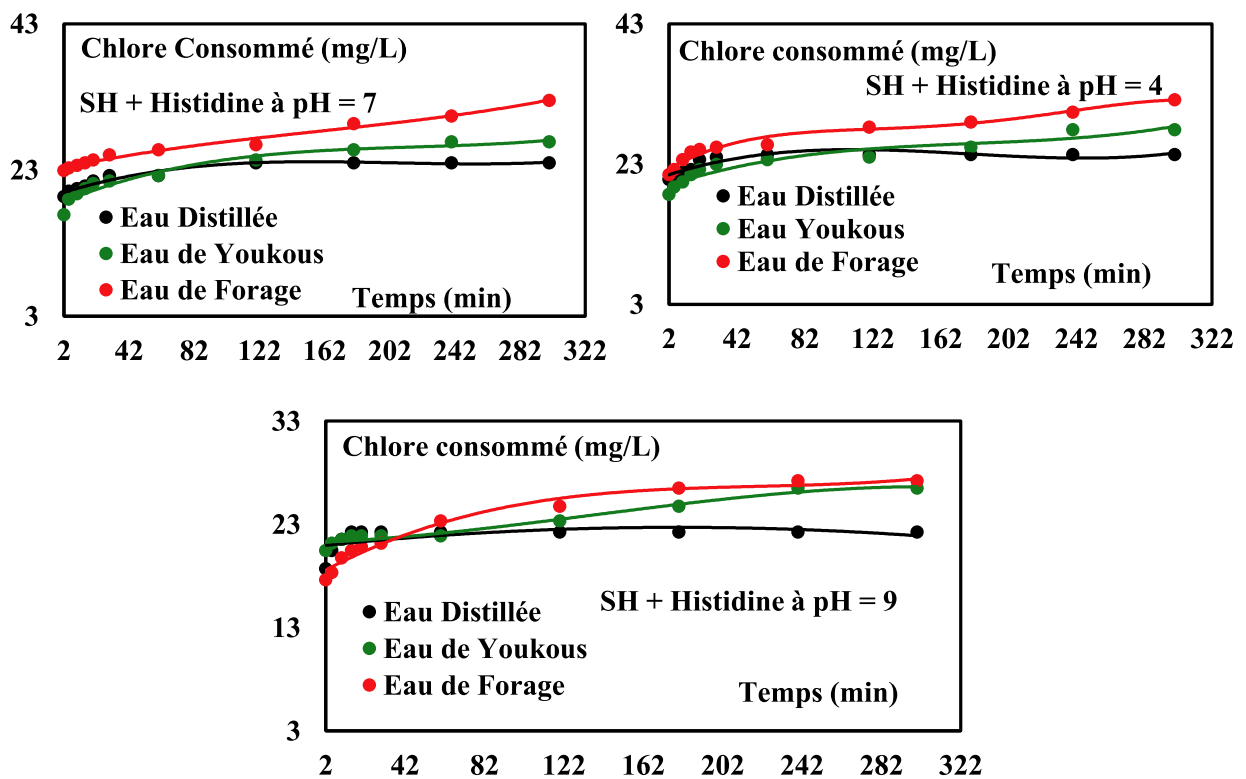 43
Chlore Consommé (mg/L)
SH + Histidine à pH = 7
23
Eau Distillée
Eau de Youkous
Eau de Forage
Temps (min)
3
2 42 82 122 162 202 242 282 322
43
Chlore consommé (mg/L)
SH + Histidine à pH = 4
23
Eau Distillée
Eau Youkous
Eau de Forage
Temps (min)
3
2 42 82 122 162 202 242 282 322
33
Chlore consommé (mg/L)
23
SH + Histidine à pH = 9
Eau Distillée
13
Eau de Youkous
Eau de Forage
Temps (min)
3
2 42 82 122 162 202 242 282 322